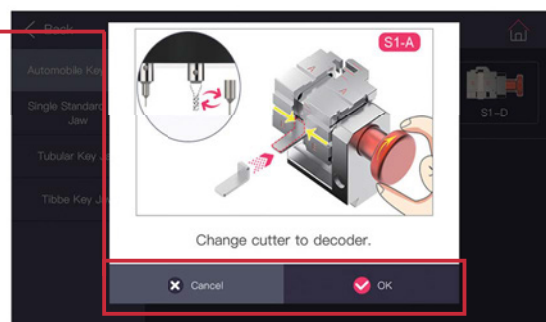 Back
Automobile Key
Single Standard
Jaw
Tubular Key
Tibbe Key
S1-A
A
A
S1-D
Change cutter to decoder.
Cancel
OK